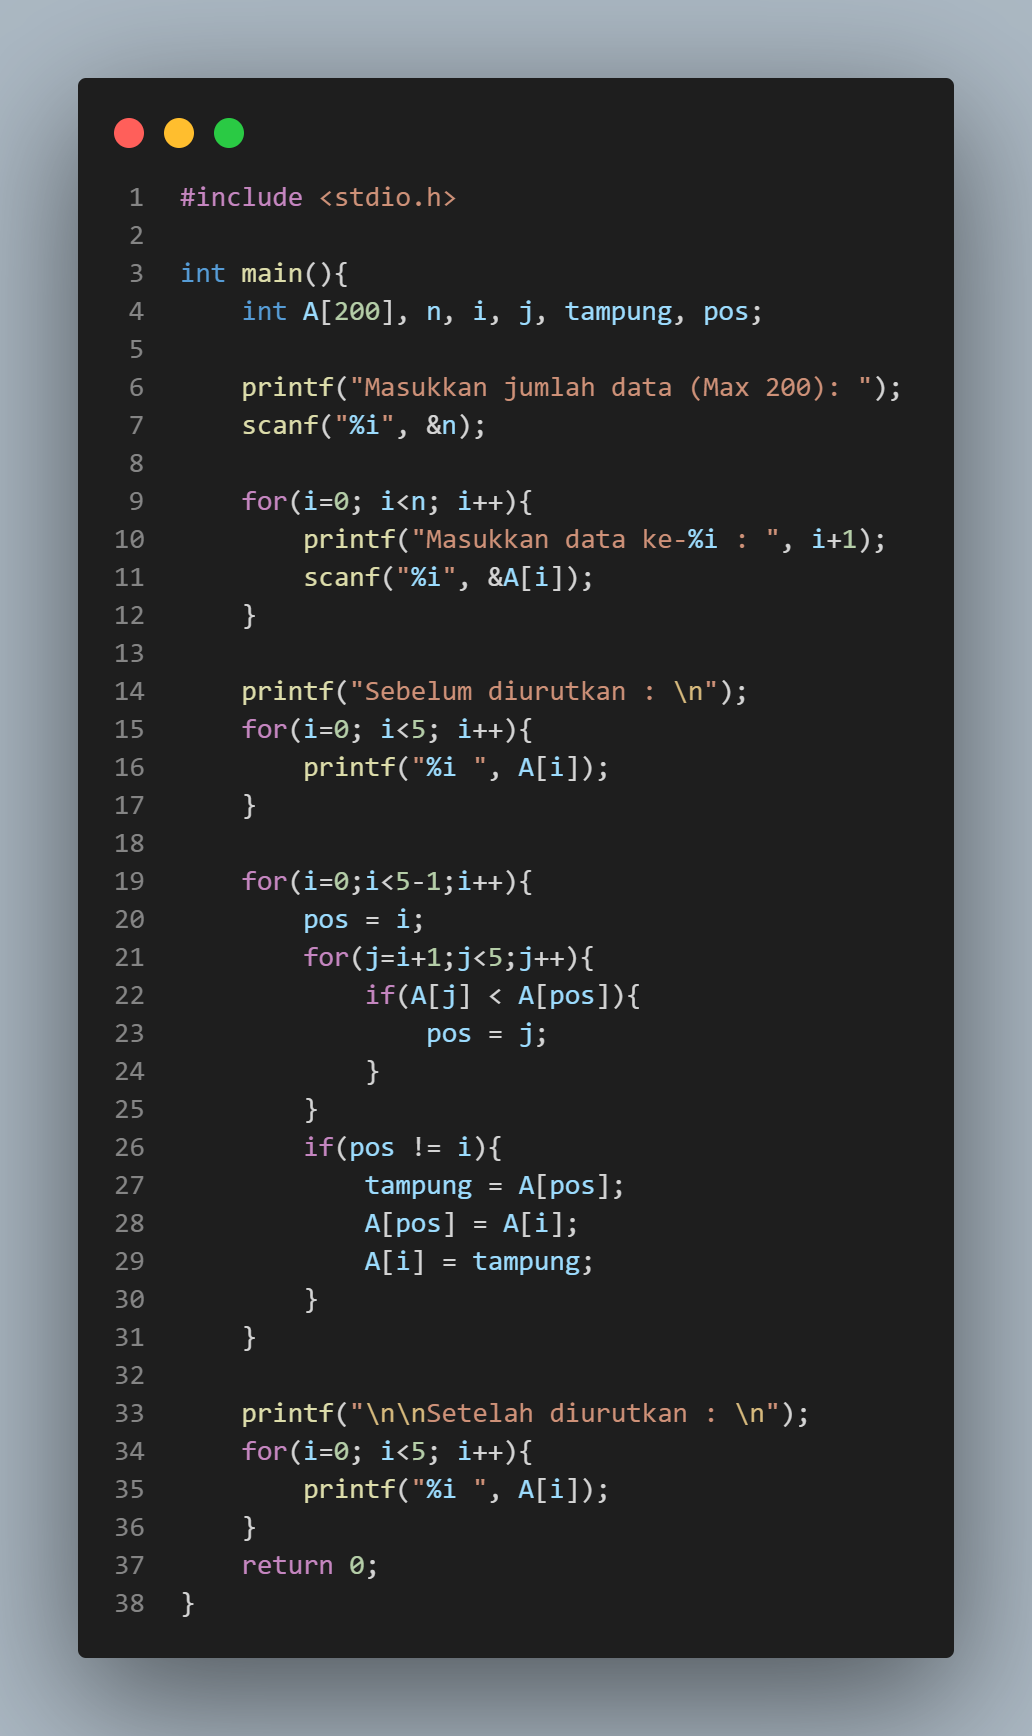 1 #include <stdio.h>
2
3 int main(){
4     int A[200], n, i, j, tampung, pos;
5
6     printf("Masukkan jumlah data (Max 200): ");
7     scanf("%i", &n);
8
9     for(i=0; i<n; i++){
10         printf("Masukkan data ke-%i : ", i+1);
11         scanf("%i", &A[i]);
12     }
13
14     printf("Sebelum diurutkan : \n");
15     for(i=0; i<5; i++){
16         printf("%i ", A[i]);
17     }
18
19     for(i=0;i<5-1;i++){
20         pos = i;
21         for(j=i+1;j<5;j++){
22             if(A[j] < A[pos]){
23                 pos = j;
24             }
25         }
26         if(pos != i){
27             tampung = A[pos];
28             A[pos] = A[i];
29             A[i] = tampung;
30         }
31     }
32
33     printf("\n\nSetelah diurutkan : \n");
34     for(i=0; i<5; i++){
35         printf("%i ", A[i]);
36     }
37     return 0;
38 }